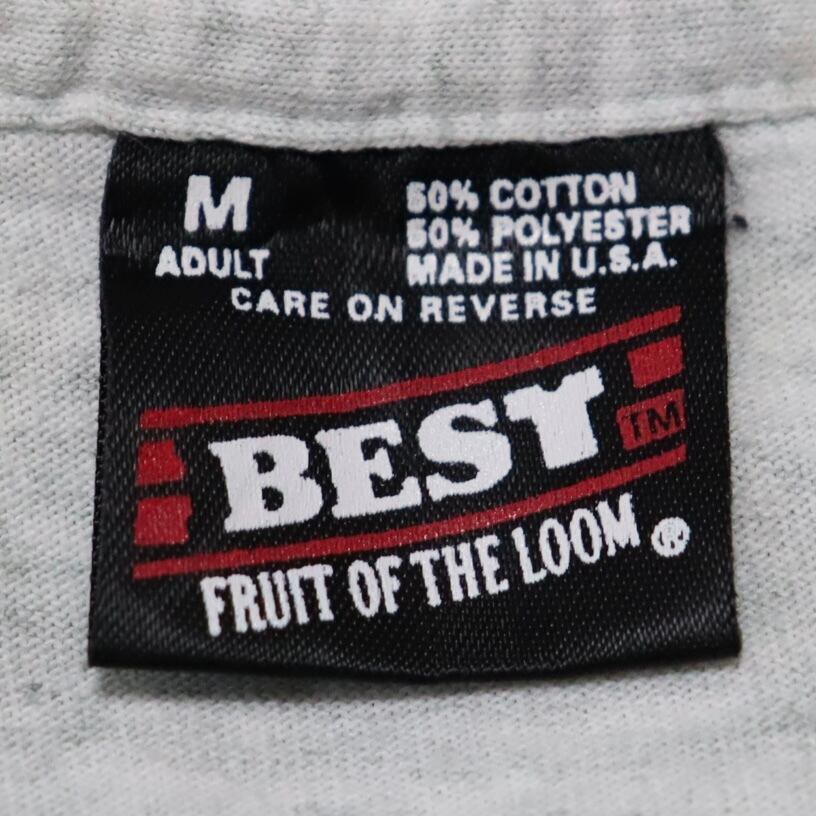 M
ADULT
50% COTTON
50% POLYESTER
MADE IN U.S.A.
CARE ON REVERSE
BEST TM
FRUIT OF THE LOOM ®